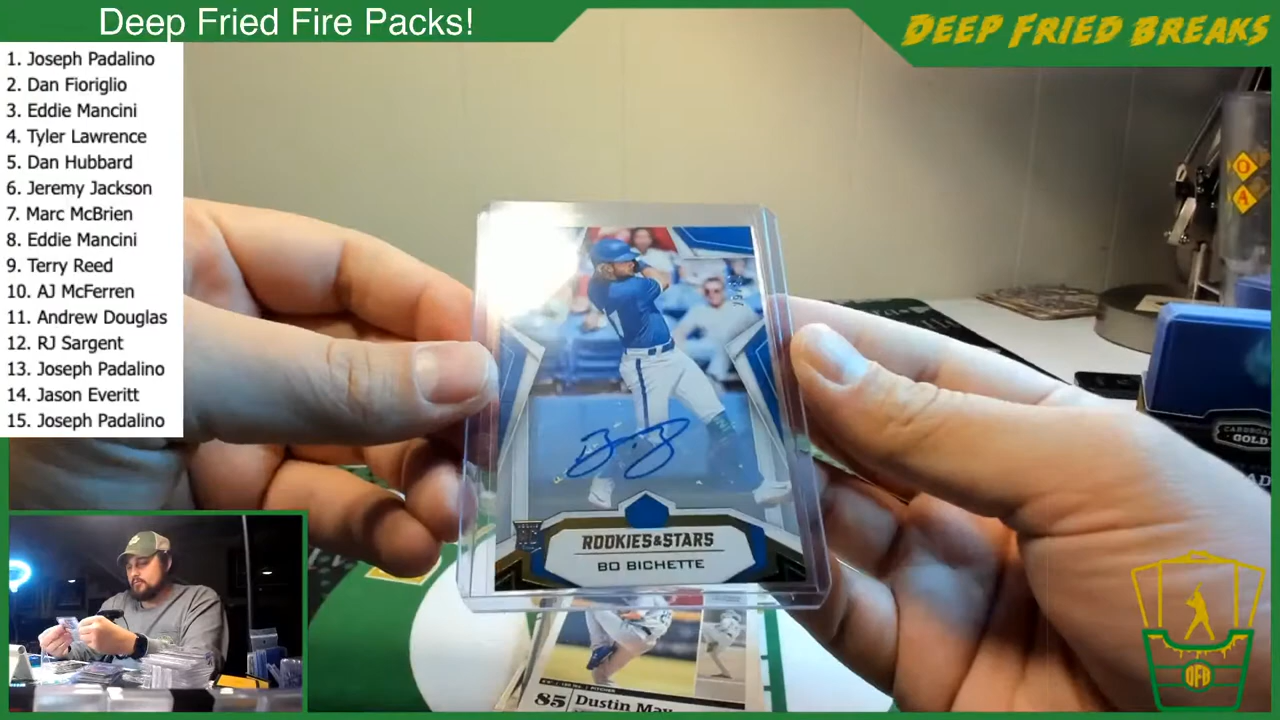 Deep Fried Fire Packs!
DEEP FRIED BREAKS
1. Joseph Padalino
2. Dan Fioriglio
3. Eddie Mancini
4. Tyler Lawrence
5. Dan Hubbard
6. Jeremy Jackson
7. Marc McBrien
8. Eddie Mancini
9. Terry Reed
10. AJ McFerren
11. Andrew Douglas
12. RJ Sargent
13. Joseph Padalino
14. Jason Everitt
15. Joseph Padalino
O
A
GOLD
ROOKIES&STARS
BO BICHETTE
85 Dustin May
DFB